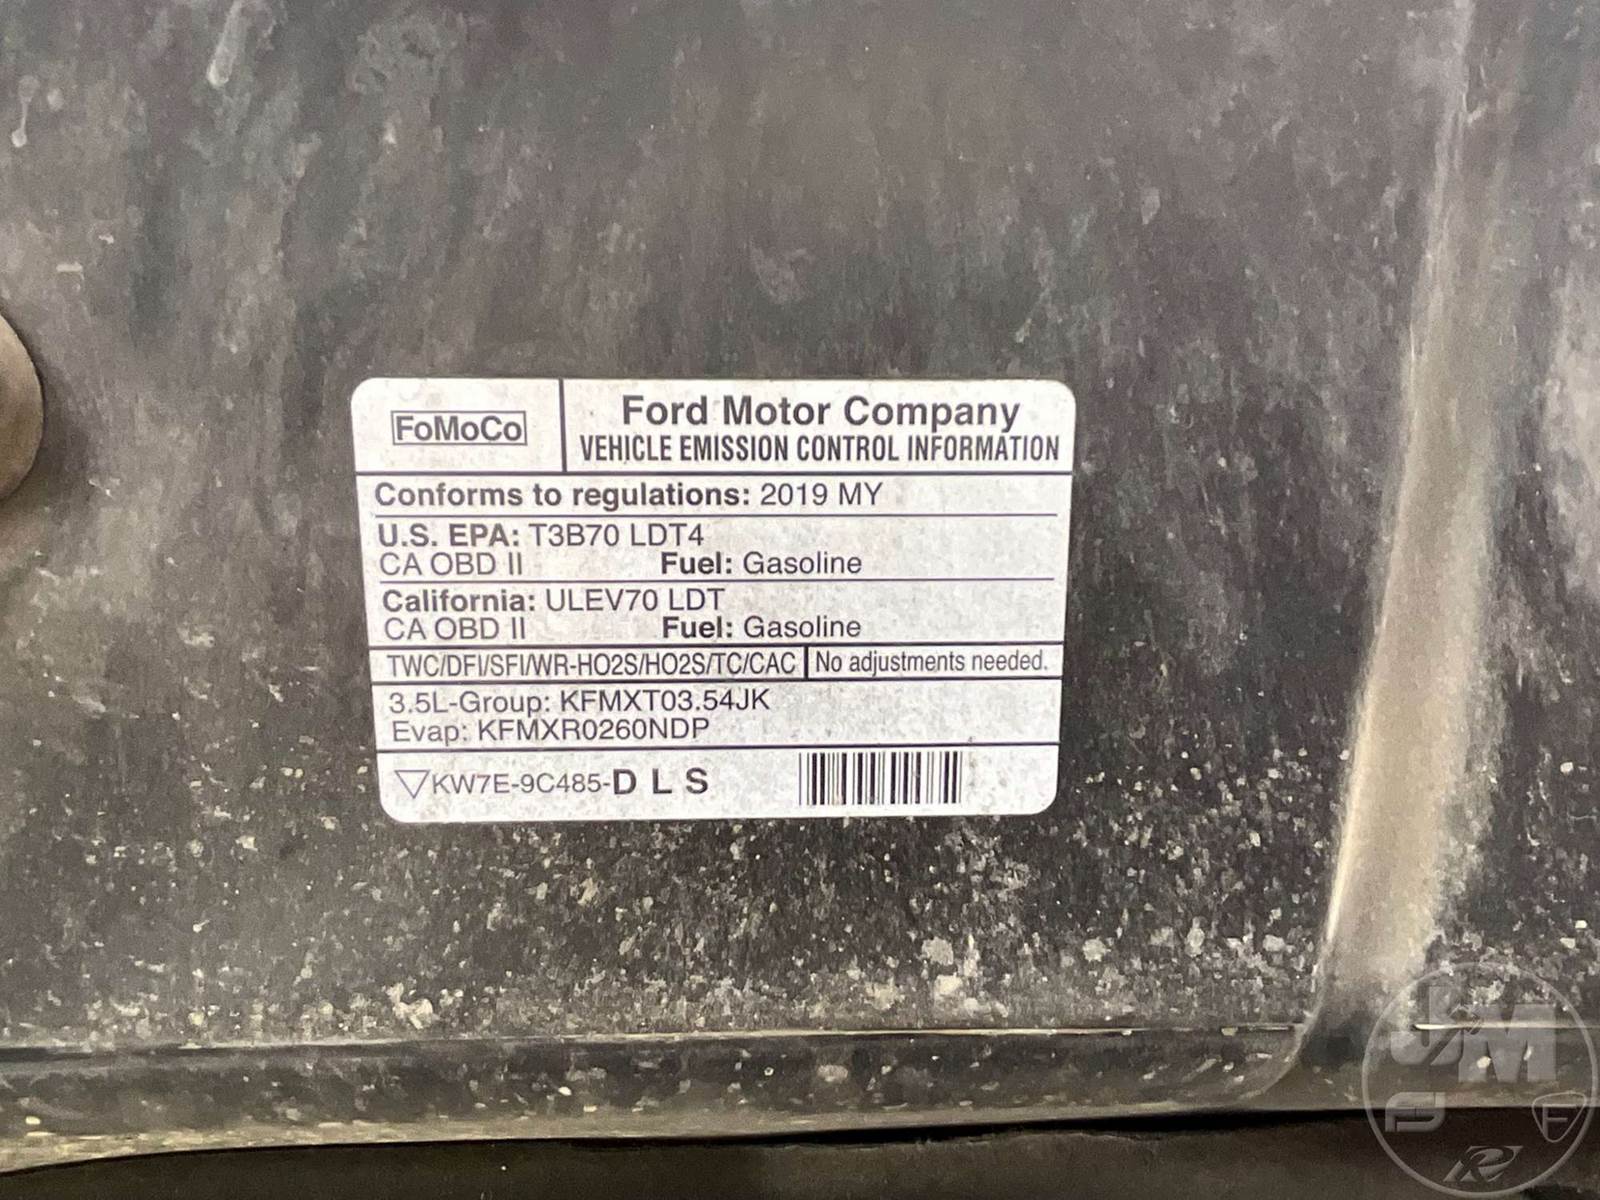 FoMoCo
Ford Motor Company
VEHICLE EMISSION CONTROL INFORMATION
Conforms to regulations: 2019 MY
U.S. EPA: T3B70 LDT4
CA OBD II Fuel: Gasoline
California: ULEV70 LDT
CA OBD II Fuel: Gasoline
TWC/DFI/SFI/WR-HO2S/HO2S/TC/CAC No adjustments needed.
3.5L-Group: KFMXT03.54JK
Evap: KFMXR0260NDP
KW7E-9C485-D L S